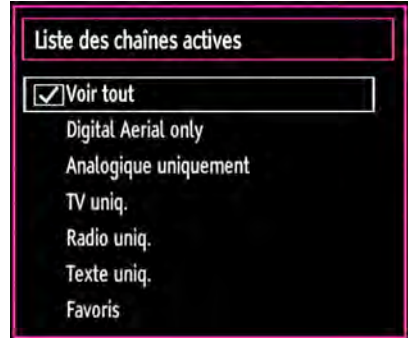 Liste des chaînes actives
Voir tout
Digital Aerial only
Analogique uniquement
TV uniq.
Radio uniq.
Texte uniq.
Favoris